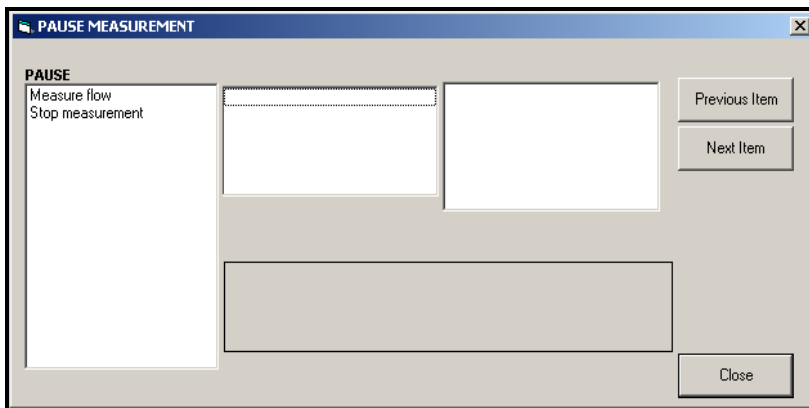 PAUSE MEASUREMENT
PAUSE
Measure flow
Stop measurement
Previous Item
Next Item
Close